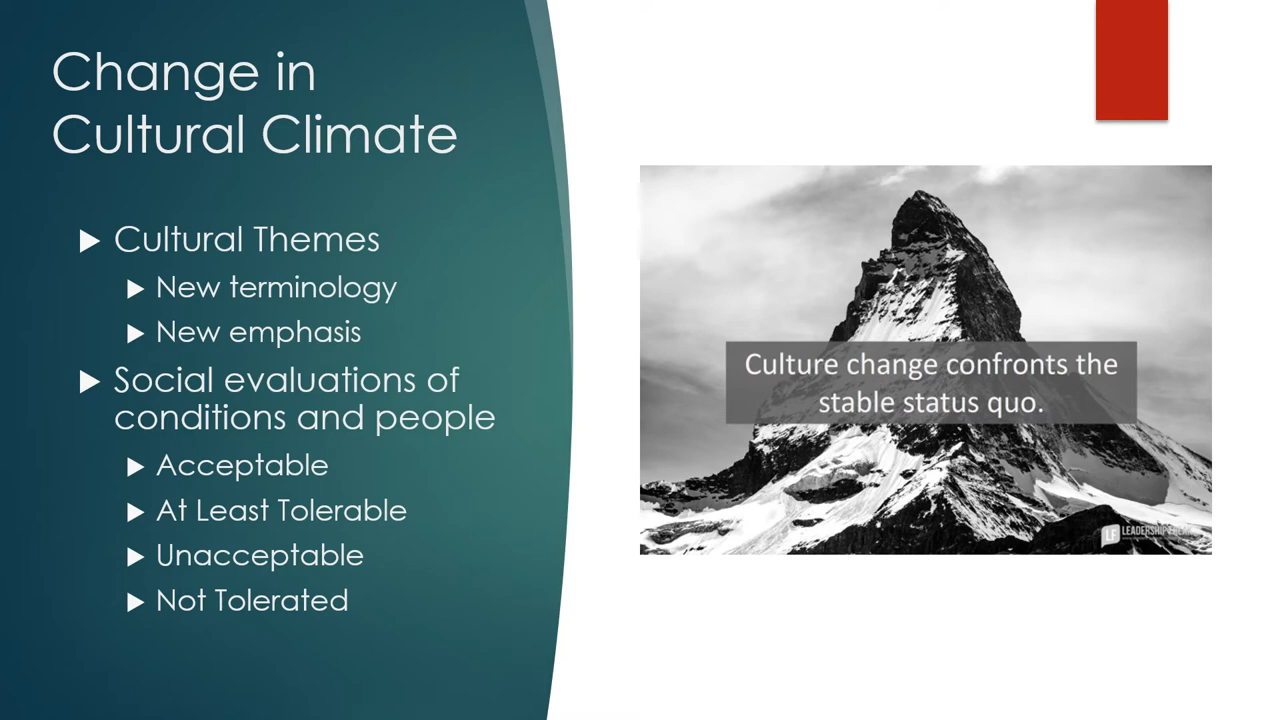 Change in
Cultural Climate
Cultural Themes
New terminology
New emphasis
Social evaluations of
conditions and people
Acceptable
At Least Tolerable
Unacceptable
Not Tolerated
Culture change confronts the
stable status quo.
LF